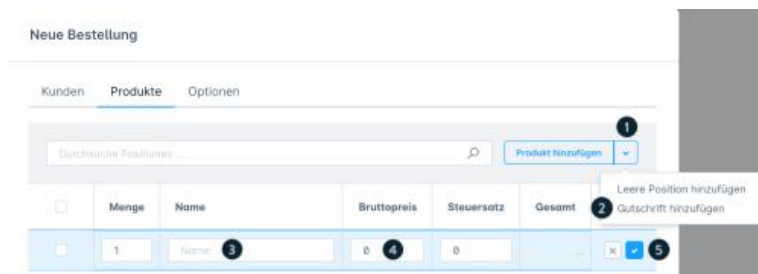 Neue Bestellung
Kunden Produkte Optionen
1
Durchsuche Positionen ... Produkt hinzufügen
Leere Position hinzufügen
Menge Name Bruttopreis Steuersatz Gesamt
2 Gutschrift hinzufügen
1 Name 3 0 4 0 ... 5